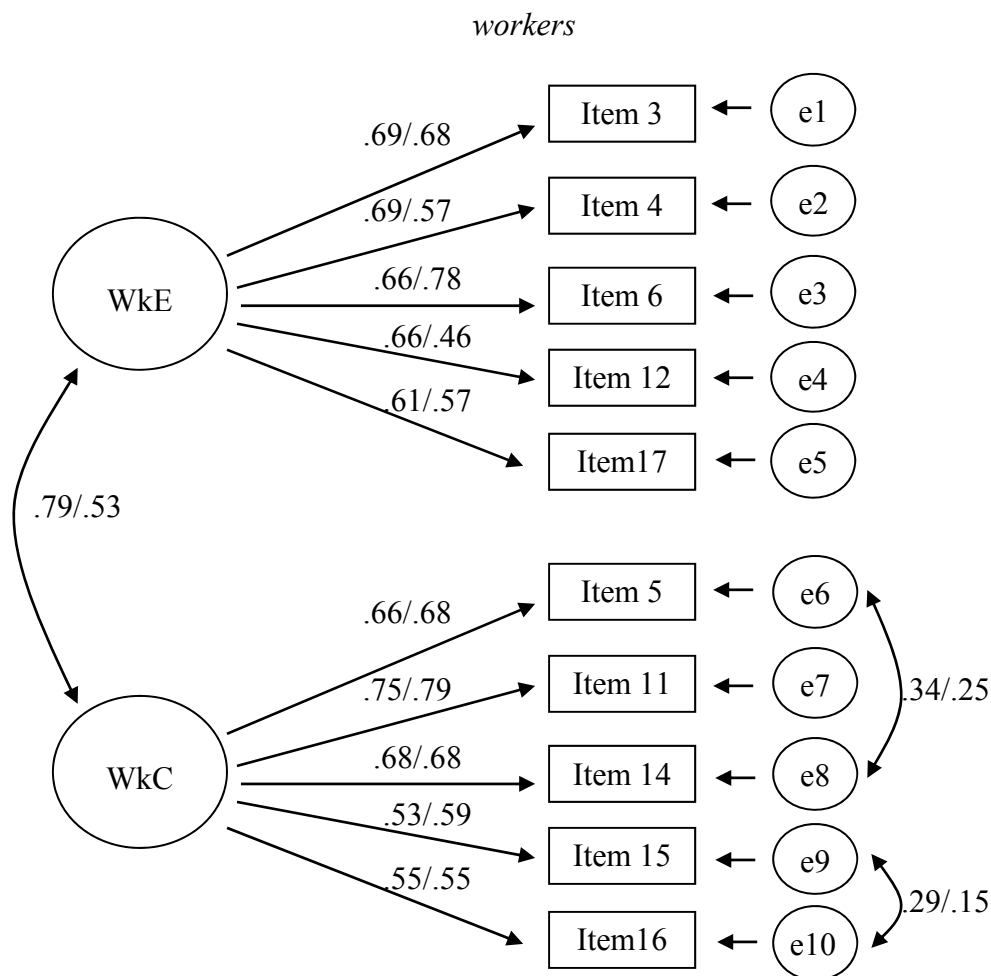 workers
.69/.68
Item 3
e1
.69/.57
Item 4
e2
WkE
.66/.78
Item 6
e3
.66/.46
Item 12
e4
.61/.57
Item17
e5
.79/.53
.66/.68
Item 5
e6
.75/.79
Item 11
e7
.34/.25
WkC
.68/.68
Item 14
e8
.53/.59
Item 15
e9
.55/.55
.29/.15
Item16
e10